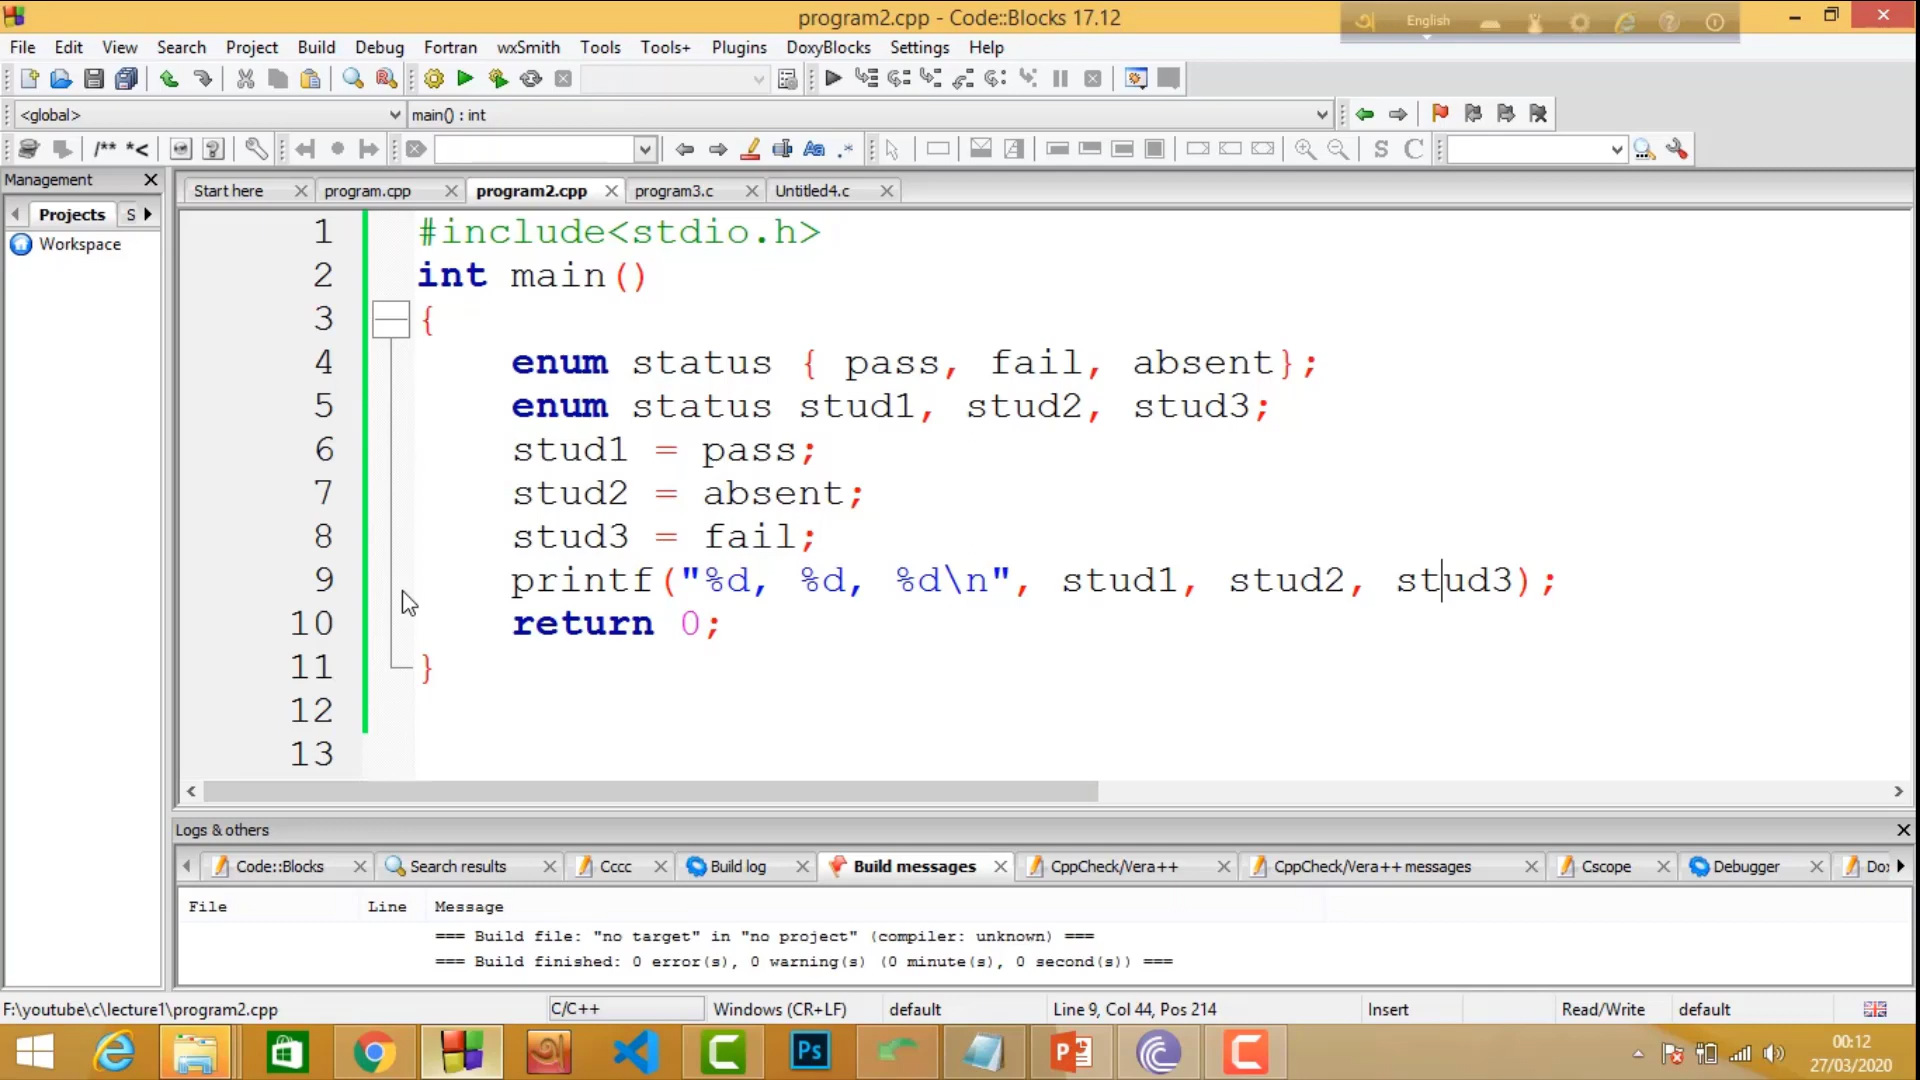 program2.cpp - Code::Blocks 17.12
English
File Edit View Search Project Build Debug Fortran wxSmith Tools Tools+ Plugins DoxyBlocks Settings Help
<global> main() : int
/** *< Aa .* S C
Management
Start here program.cpp program2.cpp program3.c Untitled4.c
Projects S
Workspace
1 #include<stdio.h>
2 int main()
3 {
4 enum status { pass, fail, absent};
5 enum status stud1, stud2, stud3;
6 stud1 = pass;
7 stud2 = absent;
8 stud3 = fail;
9 printf("%d, %d, %d\n", stud1, stud2, stud3);
10 return 0;
11 }
12
13
Logs & others
Code::Blocks Search results Cccc Build log Build messages CppCheck/Vera++ CppCheck/Vera++ messages Cscope Debugger Do
File Line Message
=== Build file: "no target" in "no project" (compiler: unknown) ===
=== Build finished: 0 error(s), 0 warning(s) (0 minute(s), 0 second(s)) ===
F:\youtube\c\lecture1\program2.cpp C/C++ Windows (CR+LF) default Line 9, Col 44, Pos 214 Insert Read/Write default
Ps
00:12
27/03/2020